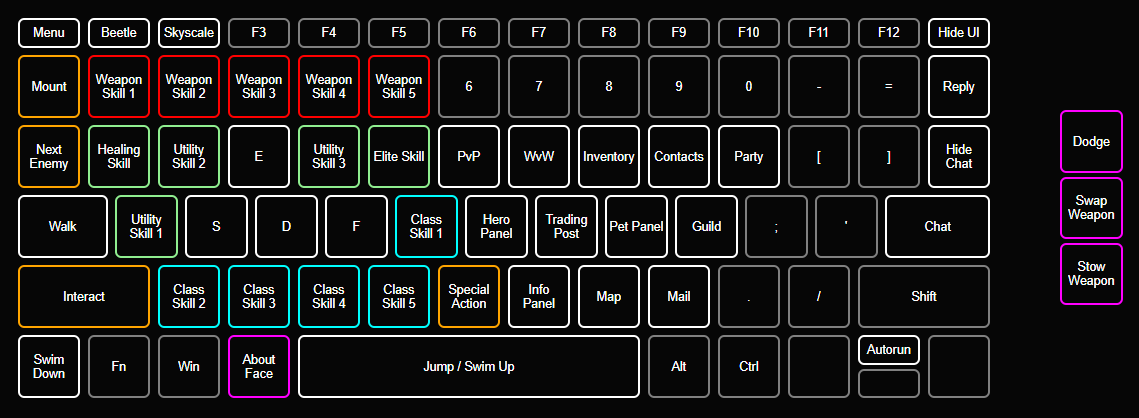 Menu Beetle Skyscale F3 F4 F5 F6 F7 F8 F9 F10 F11 F12 Hide UI
Mount Weapon Skill 1 Weapon Skill 2 Weapon Skill 3 Weapon Skill 4 Weapon Skill 5 6 7 8 9 0 - = Reply
Next Enemy Healing Skill Utility Skill 2 E Utility Skill 3 Elite Skill PvP WvW Inventory Contacts Party [ ] Hide Chat
Walk Utility Skill 1 S D F Class Skill 1 Hero Panel Trading Post Pet Panel Guild ; ' Chat
Interact Class Skill 2 Class Skill 3 Class Skill 4 Class Skill 5 Special Action Info Panel Map Mail . / Shift
Swim Down Fn Win About Face Jump / Swim Up Alt Ctrl Autorun
Dodge
Swap Weapon
Stow Weapon